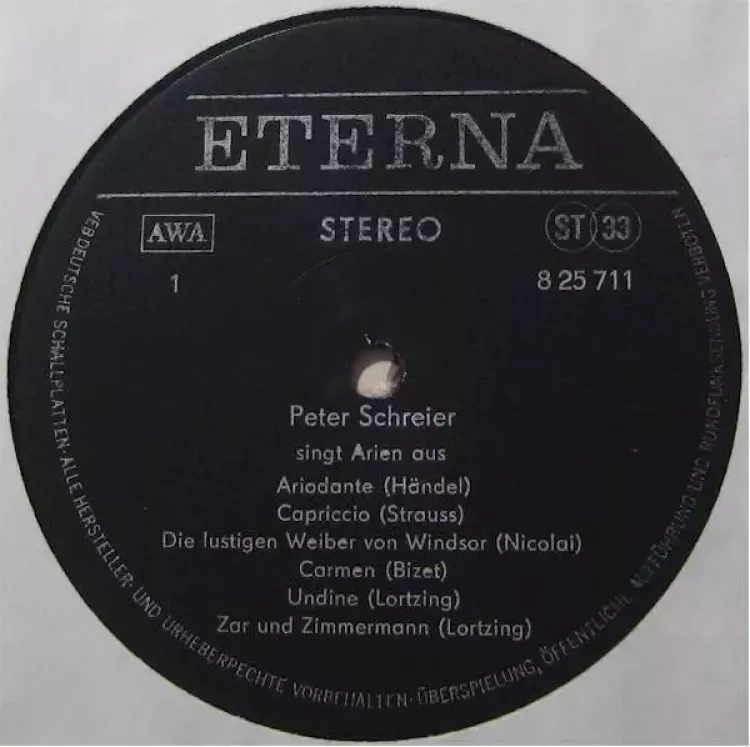 ETERNA
AWA
STEREO
ST 33
1
8 25 711
Peter Schreier
singt Arien aus
Ariodante (Händel)
Capriccio (Strauss)
Die lustigen Weiber von Windsor (Nicolai)
Carmen (Bizet)
Undine (Lortzing)
Zar und Zimmermann (Lortzing)
VEB DEUTSCHE SCHALLPLATTEN · ALLE HERSTELLER- UND URHEBERRECHTE VORBEHALTEN · ÜBERSPIELUNG, ÖFFENTLICHE AUFFÜHRUNG UND RUNDFUNKSENDUNG VERBOTEN